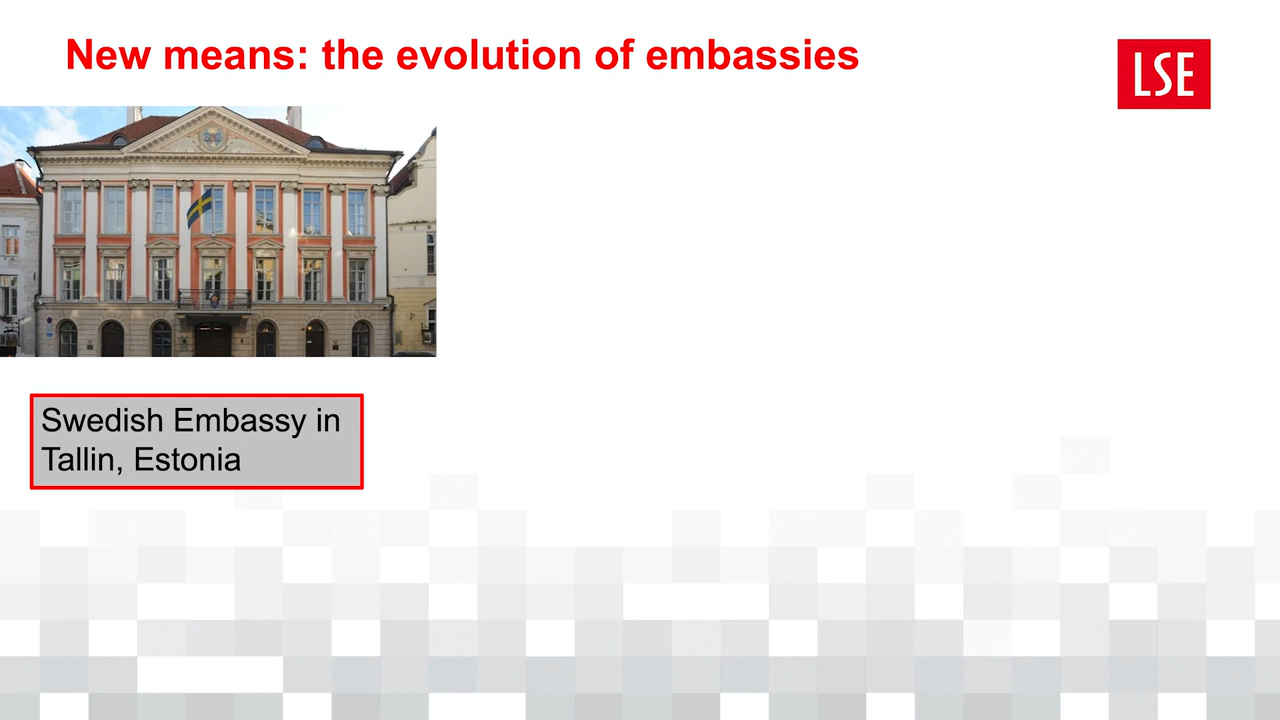 New means: the evolution of embassies
LSE
Swedish Embassy in
Tallin, Estonia